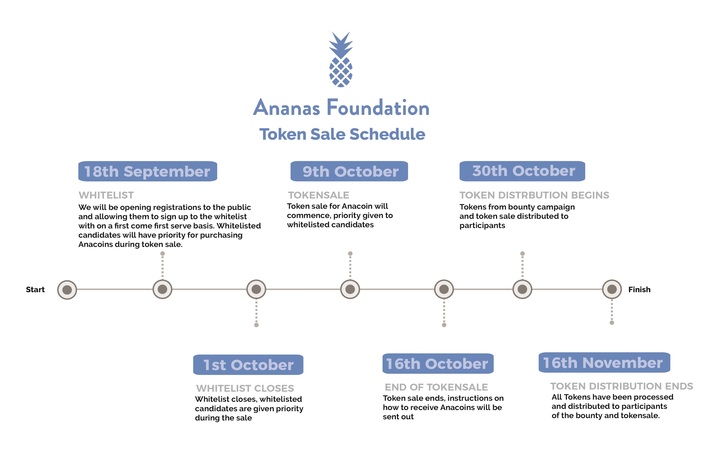 Ananas Foundation
Token Sale Schedule
18th September
WHITELIST
We will be opening registrations to the public
and allowing them to sign up to the whitelist
with on a first come first serve basis. Whitelisted
candidates will have priority for purchasing
Anacoins during token sale.
9th October
TOKENSALE
Token sale for Anacoin will
commence, priority given to
whitelisted candidates
30th October
TOKEN DISTRBUTION BEGINS
Tokens from bounty campaign
and token sale distributed to
participants
Start
Finish
1st October
WHITELIST CLOSES
Whitelist closes, whitelisted
candidates are given priority
during the sale
16th October
END OF TOKENSALE
Token sale ends, instructions on
how to receive Anacoins will be
sent out
16th November
TOKEN DISTRIBUTION ENDS
All Tokens have been processed
and distributed to participants
of the bounty and tokensale.